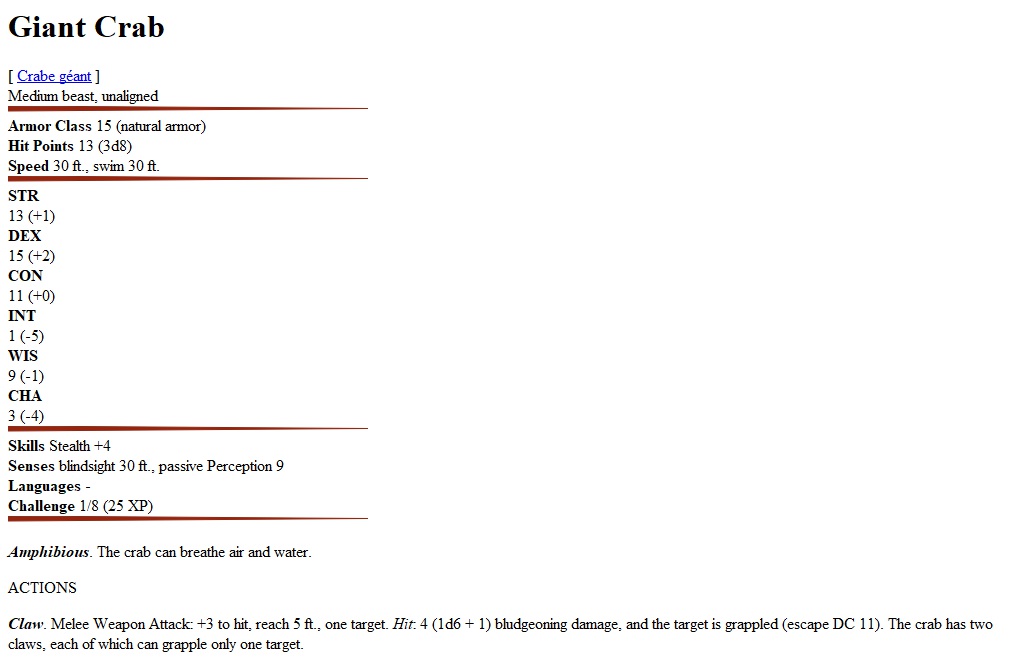 Giant Crab
[ Crabe géant ]
Medium beast, unaligned
Armor Class 15 (natural armor)
Hit Points 13 (3d8)
Speed 30 ft., swim 30 ft.
STR
13 (+1)
DEX
15 (+2)
CON
11 (+0)
INT
1 (-5)
WIS
9 (-1)
CHA
3 (-4)
Skills Stealth +4
Senses blindsight 30 ft., passive Perception 9
Languages -
Challenge 1/8 (25 XP)
Amphibious. The crab can breathe air and water.
ACTIONS
Claw. Melee Weapon Attack: +3 to hit, reach 5 ft., one target. Hit: 4 (1d6 + 1) bludgeoning damage, and the target is grappled (escape DC 11). The crab has two
claws, each of which can grapple only one target.